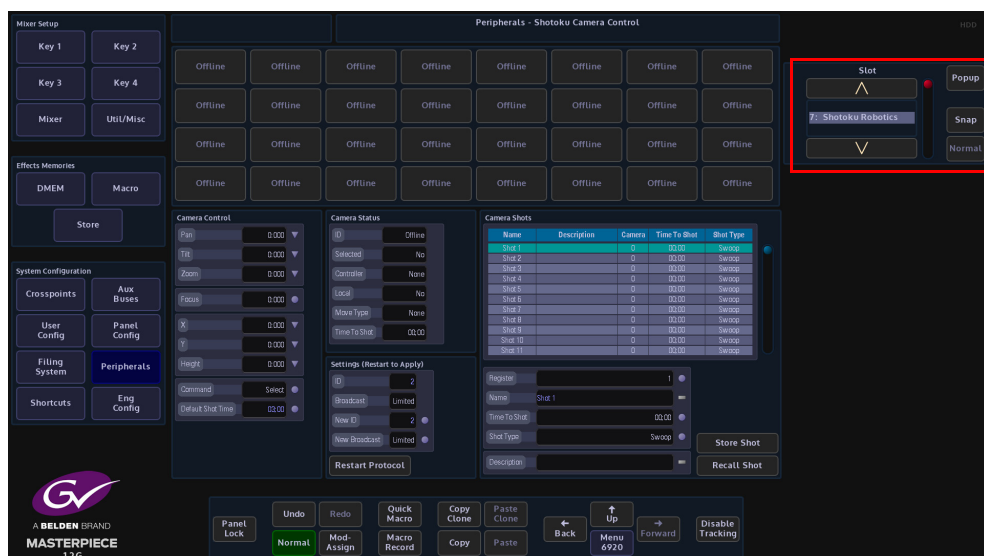 Mixer Setup
Key 1
Key 2
Key 3
Key 4
Mixer
Util/Misc
Effects Memories
DMEM
Macro
Store
System Configuration
Crosspoints
Aux Buses
User Config
Panel Config
Filing System
Peripherals
Shortcuts
Eng Config
GV
A BELDEN BRAND
MASTERPIECE
12G
Peripherals - Shotoku Camera Control
HDD
Offline Offline Offline Offline Offline Offline Offline Offline
Offline Offline Offline Offline Offline Offline Offline Offline
Offline Offline Offline Offline Offline Offline Offline Offline
Offline Offline Offline Offline Offline Offline Offline Offline
Camera Control
Pan 0.000
Tilt 0.000
Zoom 0.000
Focus 0.000
X 0.000
Y 0.000
Height 0.000
Command Select
Default Shot Time 03:00
Camera Status
ID Offline
Selected No
Controller None
Local No
Move Type None
Time To Shot 00:00
Settings (Restart to Apply)
ID 2
Broadcast Limited
New ID 2
New Broadcast Limited
Restart Protocol
Camera Shots
Name Description Camera Time To Shot Shot Type
Shot 1 0 00:00 Swoop
Shot 2 0 00:00 Swoop
Shot 3 0 00:00 Swoop
Shot 4 0 00:00 Swoop
Shot 5 0 00:00 Swoop
Shot 6 0 00:00 Swoop
Shot 7 0 00:00 Swoop
Shot 8 0 00:00 Swoop
Shot 9 0 00:00 Swoop
Shot 10 0 00:00 Swoop
Shot 11 0 00:00 Swoop
Register 1
Name Shot 1
Time To Shot 00:00
Shot Type Swoop
Description
Store Shot
Recall Shot
Slot
7: Shotoku Robotics
Popup
Snap
Normal
Panel Lock
Undo
Redo
Quick Macro
Copy Clone
Paste Clone
Normal
Mod-Assign
Macro Record
Copy
Paste
Back
Up
Menu 6920
Forward
Disable Tracking